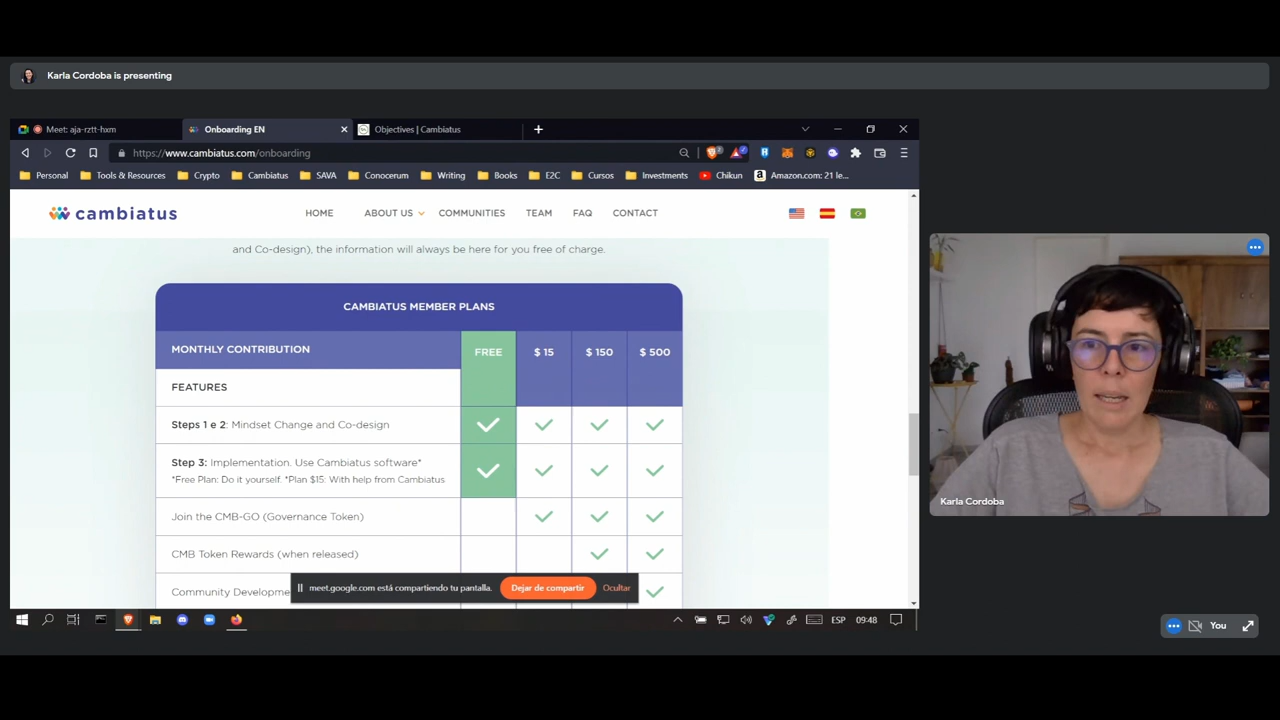 Karla Cordoba is presenting
Meet: aja-rztt-hxm
Onboarding EN
Objectives | Cambiatus
https://www.cambiatus.com/onboarding
Personal
Tools & Resources
Crypto
Cambiatus
SAVA
Conocerum
Writing
Books
E2C
Cursos
Investments
Chikun
Amazon.com: 21 le...
cambiatus
HOME
ABOUT US
COMMUNITIES
TEAM
FAQ
CONTACT
and Co-design), the information will always be here for you free of charge.
CAMBIATUS MEMBER PLANS
MONTHLY CONTRIBUTION
FREE
$ 15
$ 150
$ 500
FEATURES
Steps 1 e 2: Mindset Change and Co-design
Step 3: Implementation. Use Cambiatus software*
*Free Plan: Do it yourself. *Plan $15: With help from Cambiatus
Join the CMB-GO (Governance Token)
CMB Token Rewards (when released)
Community Developme
meet.google.com está compartiendo tu pantalla.
Dejar de compartir
Ocultar
ESP
09:48
Karla Cordoba
You